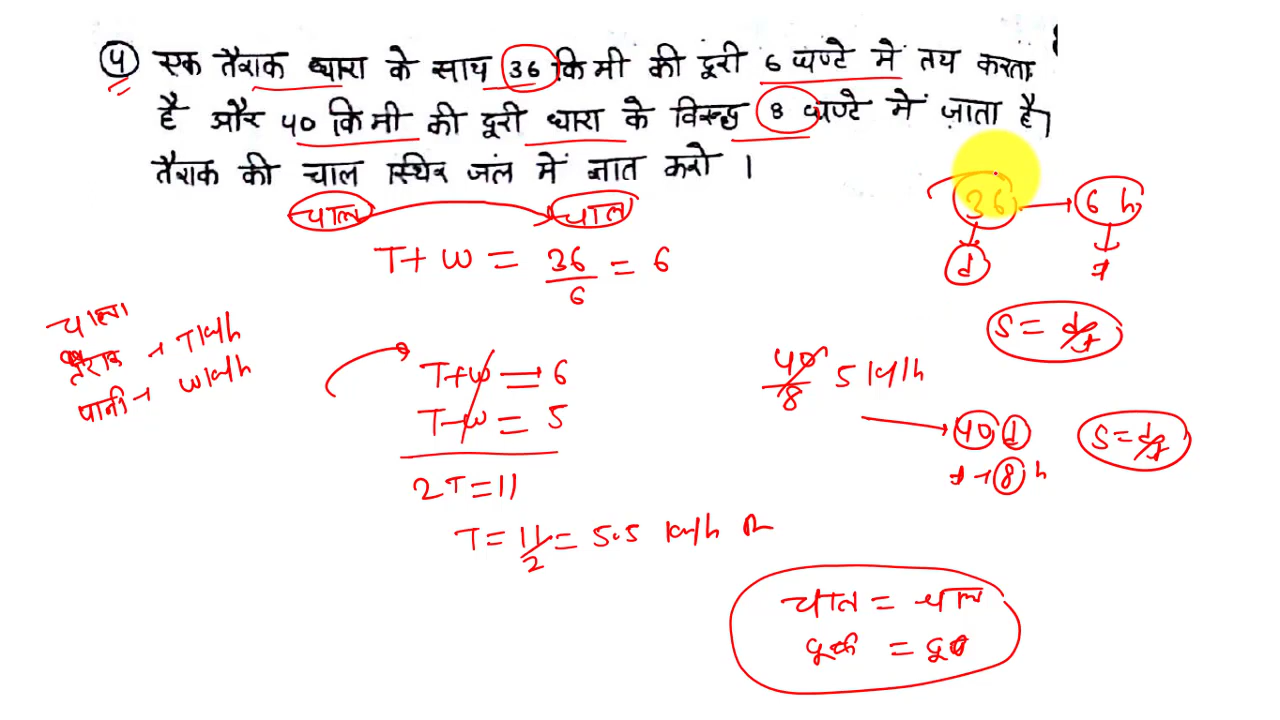 ४ एक तैराक धारा के साथ 36 कि मी की दूरी 6 घण्टे में तय करता
है और 40 कि मी की दूरी धारा के विरूद्ध 8 घण्टे में जाता है।
तैराक की चाल स्थिर जल में ज्ञात करो ।
चाल चाल
T+ W = 36/6 = 6
36 → 6 h
d t
S = d/t
तैराक → T km/h
पानी → W km/h
T+W = 6
T-W = 5
2T = 11
T = 11/2 = 5.5 km/h
40/8 5 km/h
40 d
t → 8 h
S = d/t
चाल = चाल